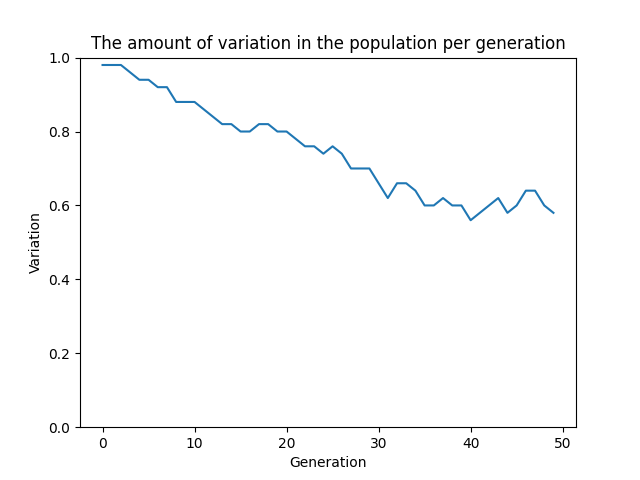 The amount of variation in the population per generation
1.0
0.8
0.6
0.4
0.2
0.0
Variation
0 10 20 30 40 50
Generation